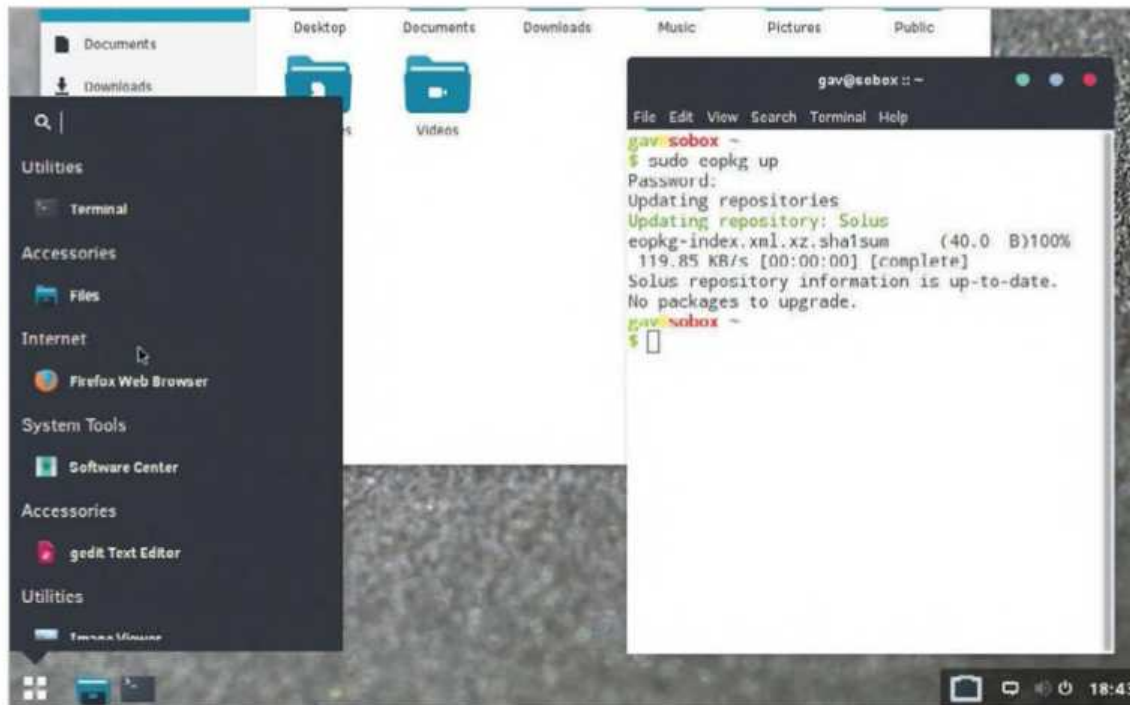 Desktop Documents Downloads Music Pictures Public
Documents
Downloads
Videos
Utilities
Terminal
Accessories
Files
Internet
Firefox Web Browser
System Tools
Software Center
Accessories
gedit Text Editor
Utilities
Image Viewer
gav@sobox :: ~
File Edit View Search Terminal Help
gav sobox ~
$ sudo eopkg up
Password:
Updating repositories
Updating repository: Solus
eopkg-index.xml.xz.sha1sum (40.0 B)100%
119.85 KB/s [00:00:00] [complete]
Solus repository information is up-to-date.
No packages to upgrade.
gav sobox ~
$
18:43